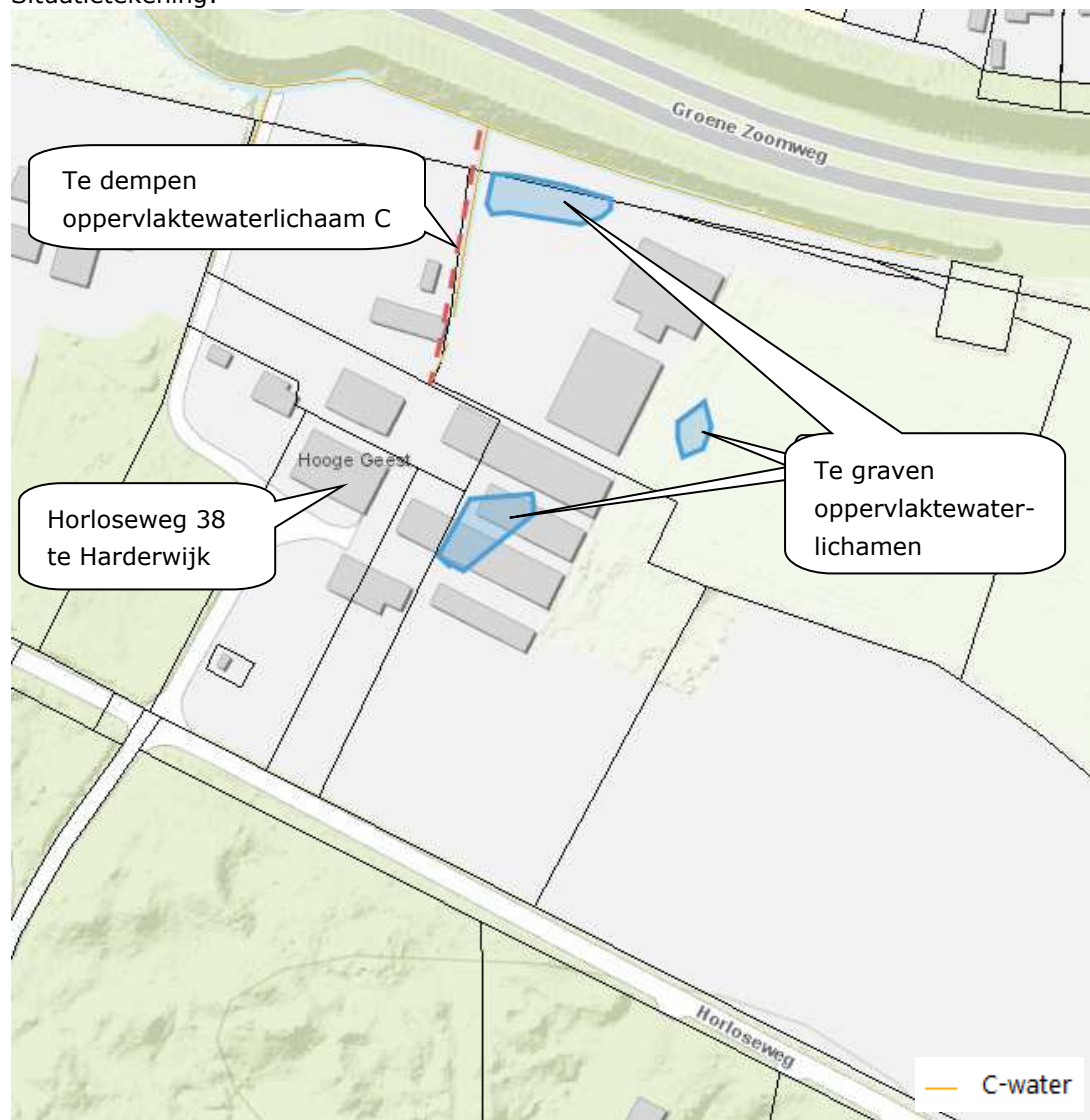 Situatietekening:
Groene Zoomweg
Te dempen
oppervlaktewaterlichaam C
Hooge Geest
Horloseweg 38
te Harderwijk
Te graven
oppervlaktewater-
lichamen
Horloseweg
C-water